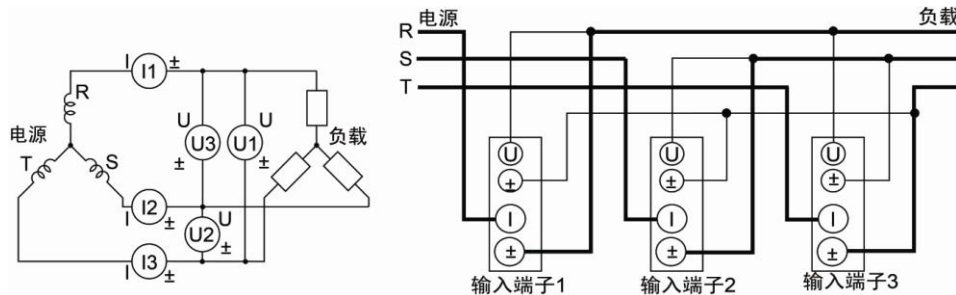 I I1 ±
R
U U
电源 U3 U1 负载
± ±
T S
I I2 ±
U
U2 ±
I I3 ±
R 电源 负载
S
T
U U U
± ± ±
I I I
± ± ±
输入端子1 输入端子2 输入端子3